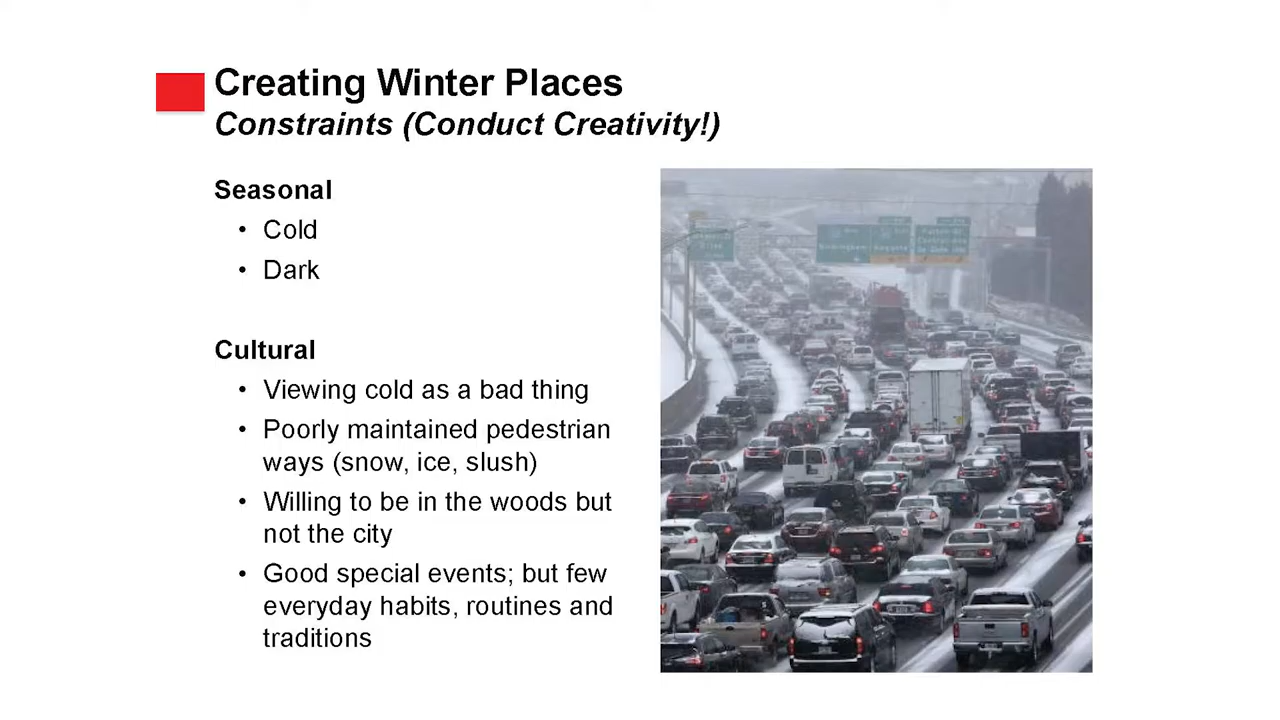 Creating Winter Places
Constraints (Conduct Creativity!)
Seasonal
• Cold
• Dark
Cultural
• Viewing cold as a bad thing
• Poorly maintained pedestrian
ways (snow, ice, slush)
• Willing to be in the woods but
not the city
• Good special events; but few
everyday habits, routines and
traditions